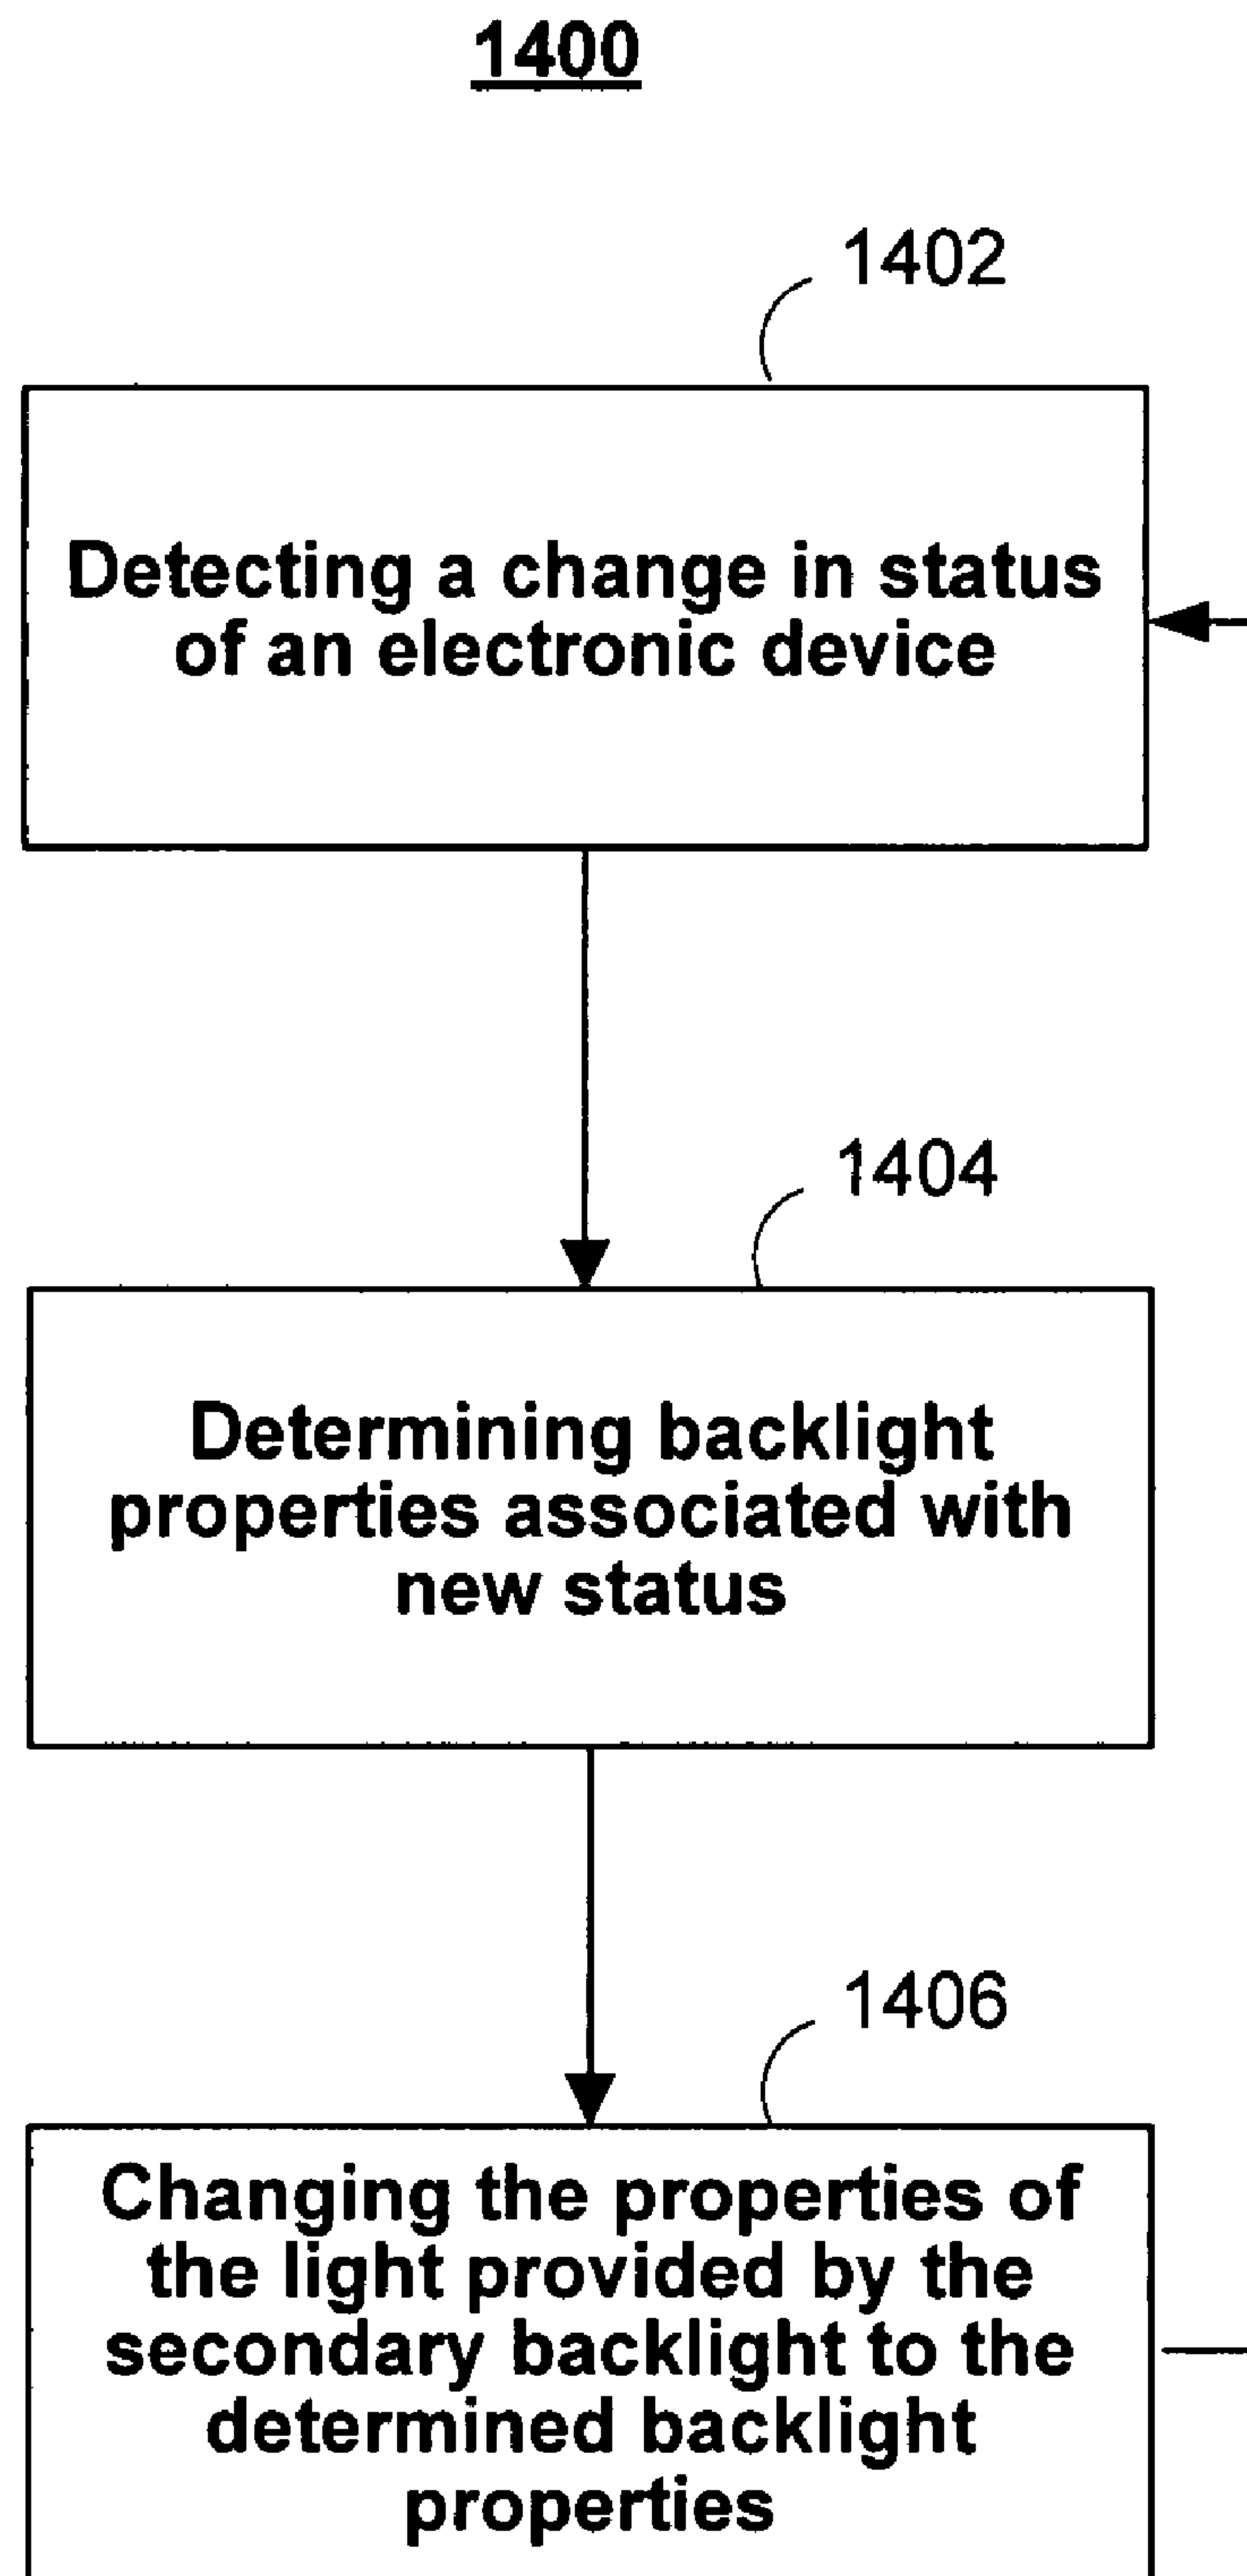 1400
1402
Detecting a change in status
of an electronic device
1404
Determining backlight
properties associated with
new status
1406
Changing the properties of
the light provided by the
secondary backlight to the
determined backlight
properties